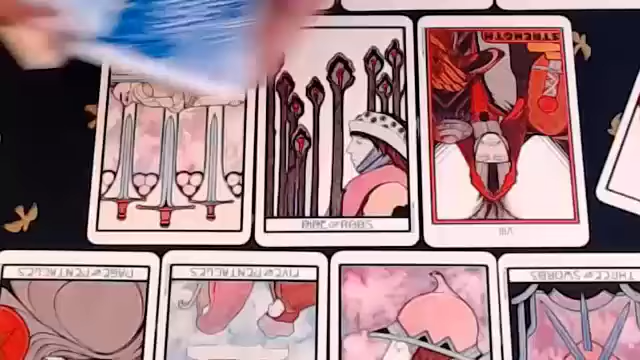 STRENGTH
VIII
NINE OF WANDS
PAGE OF PENTACLES
FIVE OF PENTACLES
THREE OF SWORDS